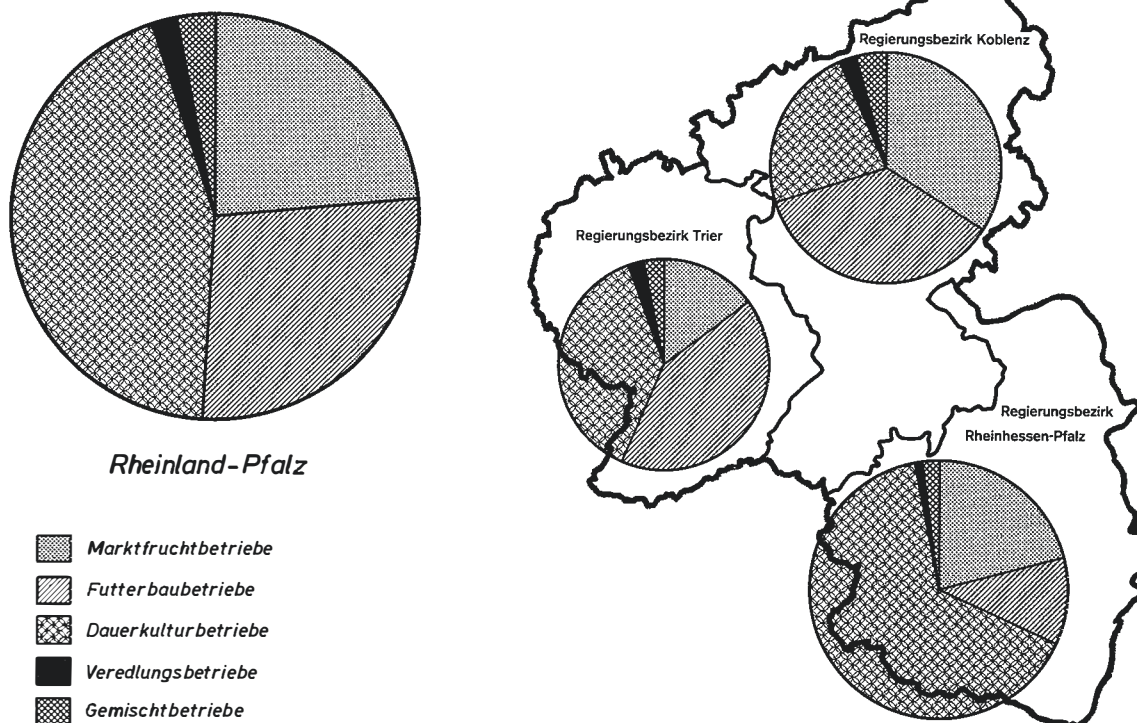 Rheinland-Pfalz
Marktfruchtbetriebe
Futterbaubetriebe
Dauerkulturbetriebe
Veredlungsbetriebe
Gemischtbetriebe
Regierungsbezirk Koblenz
Regierungsbezirk Trier
Regierungsbezirk
Rheinhessen-Pfalz